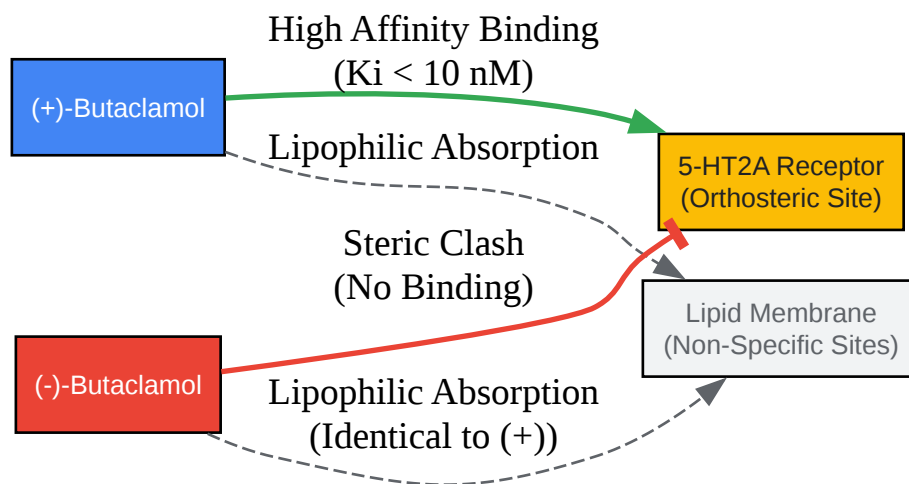 High Affinity Binding
(Ki < 10 nM)
(+)-Butaclamol
Lipophilic Absorption
5-HT2A Receptor
(Orthosteric Site)
Steric Clash
(No Binding)
Lipid Membrane
(Non-Specific Sites)
(-)-Butaclamol
Lipophilic Absorption
(Identical to (+))